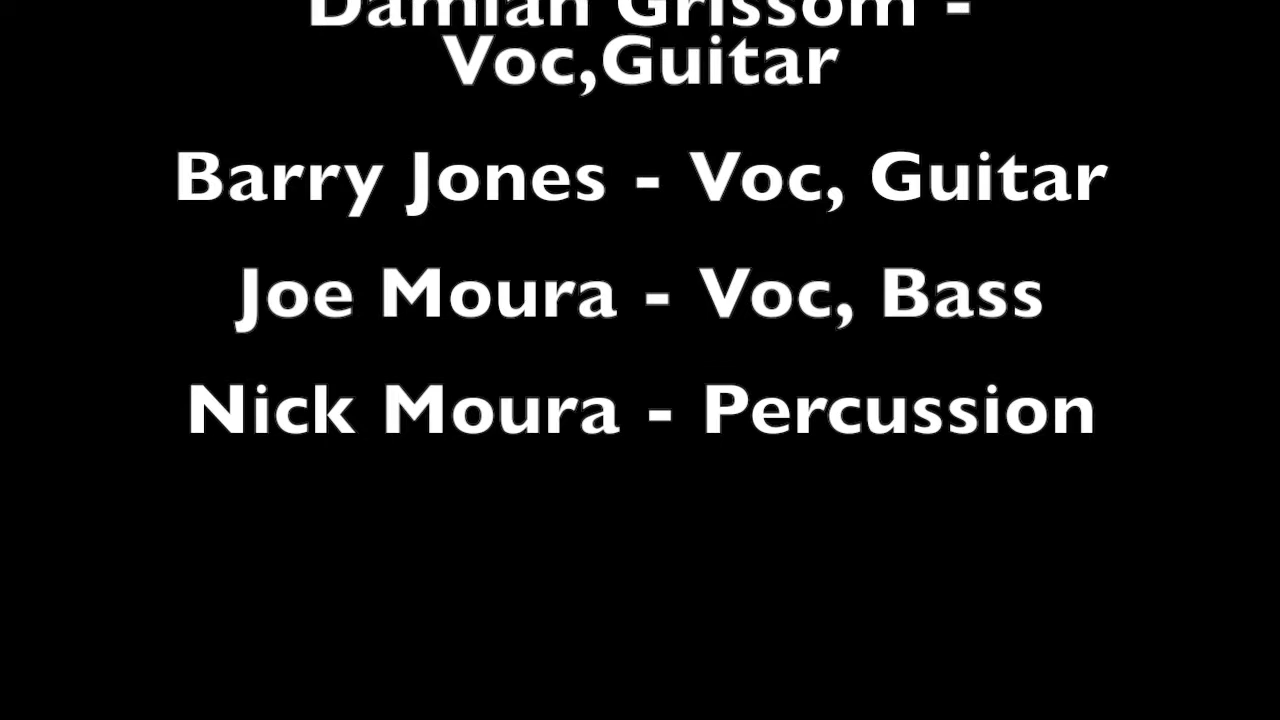 Damian Grissom -
Voc,Guitar
Barry Jones - Voc, Guitar
Joe Moura - Voc, Bass
Nick Moura - Percussion